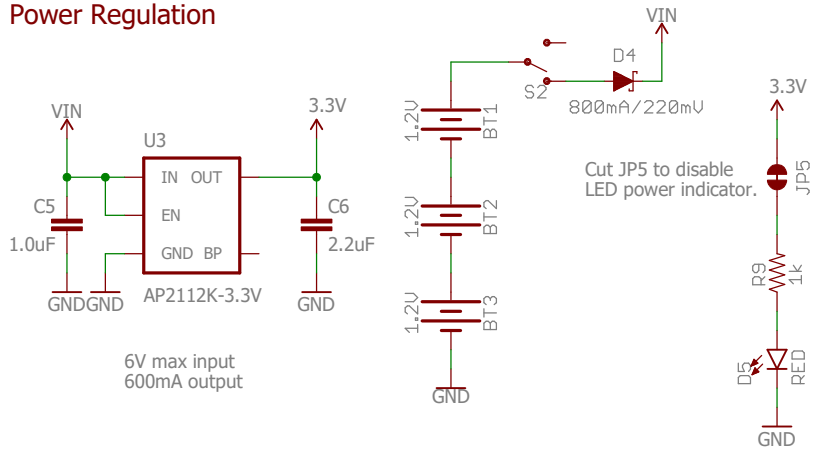 Power Regulation
VIN
U3
IN OUT
EN
GND BP
AP2112K-3.3V
C5
1.0uF
GND
GND
3.3V
C6
2.2uF
GND
6V max input
600mA output
1.2V
BT1
1.2V
BT2
1.2V
BT3
GND
S2
D4
800mA/220mV
VIN
Cut JP5 to disable
LED power indicator.
3.3V
JP5
R9
1k
D5
RED
GND